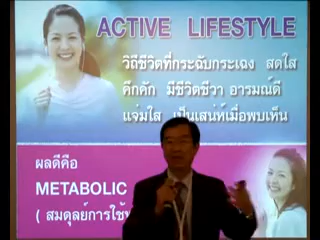 ACTIVE LIFESTYLE
วิถีชีวิตที่กระฉับกระเฉง สดใส
คึกคัก มีชีวิตชีวา อารมณ์ดี
แจ่มใส เป็นเสน่ห์เมื่อพบเห็น
ผลดีคือ
METABOLIC
( สมดุลย์การใช้